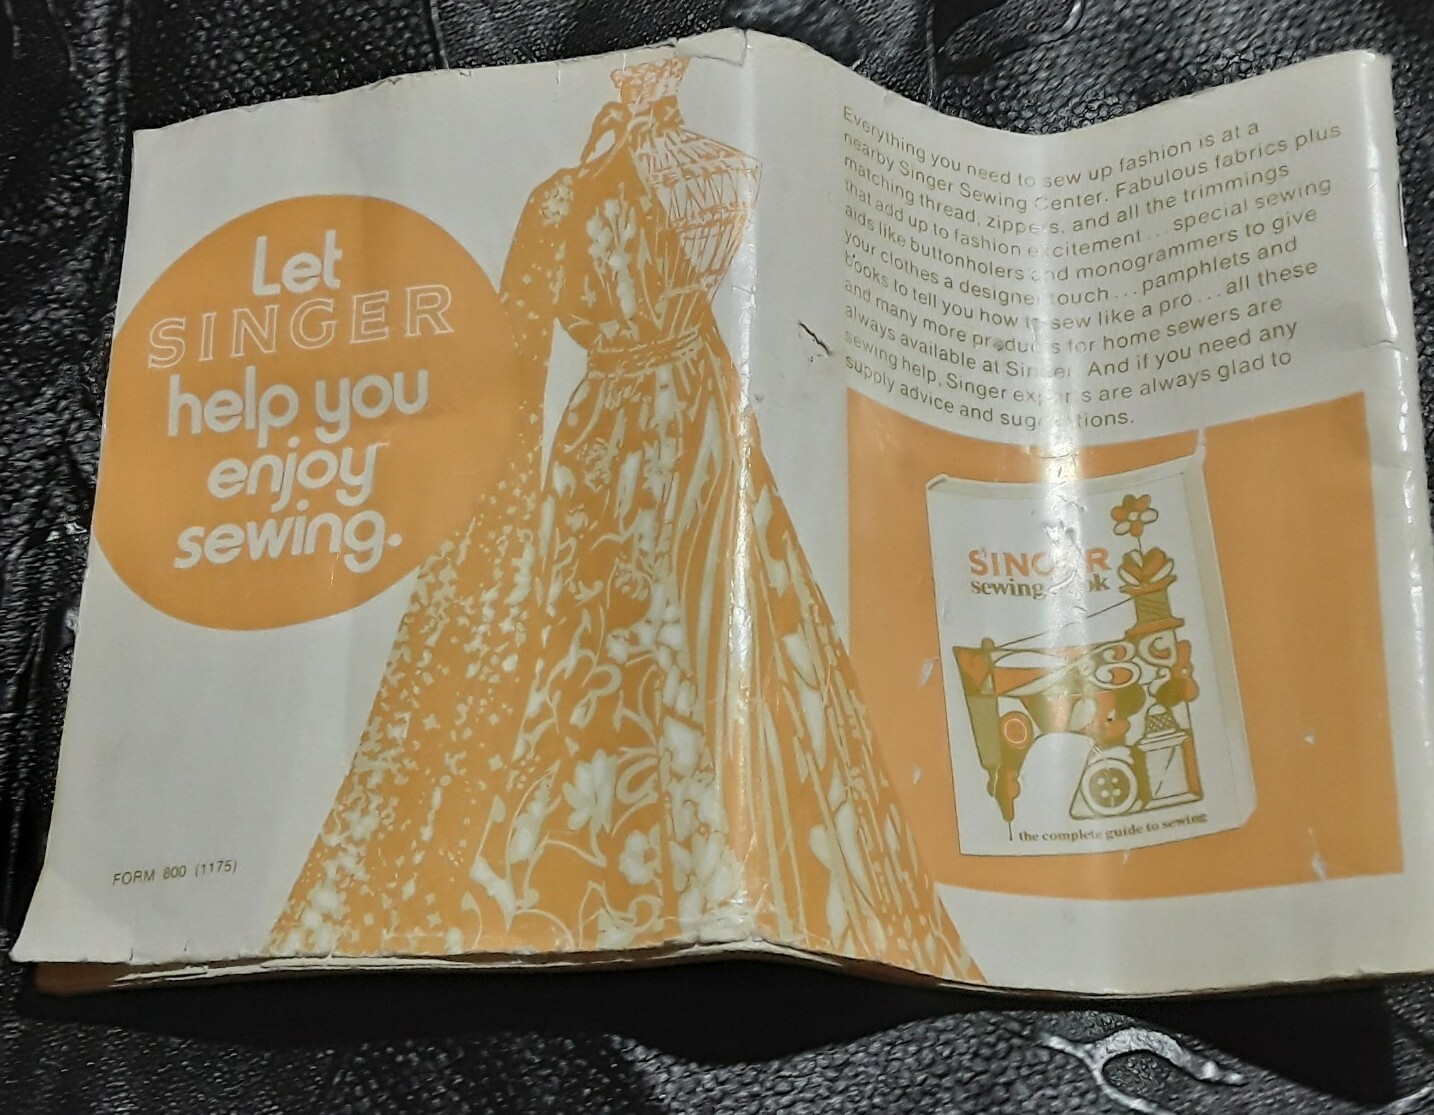 Let
SINGER
help you
enjoy
sewing.
FORM 800 (1175)
Everything you need to sew up fashion is at a
nearby Singer Sewing Center. Fabulous fabrics plus
matching thread, zippers, and all the trimmings
that add up to fashion excitement...special sewing
aids like buttonholers and monogrammers to give
your clothes a designer touch...pamphlets and
books to tell you how to sew like a pro...all these
and many more products for home sewers are
always available at Singer. And if you need any
sewing help, Singer experts are always glad to
supply advice and suggestions.
SINGER
sewing book
the complete guide to sewing